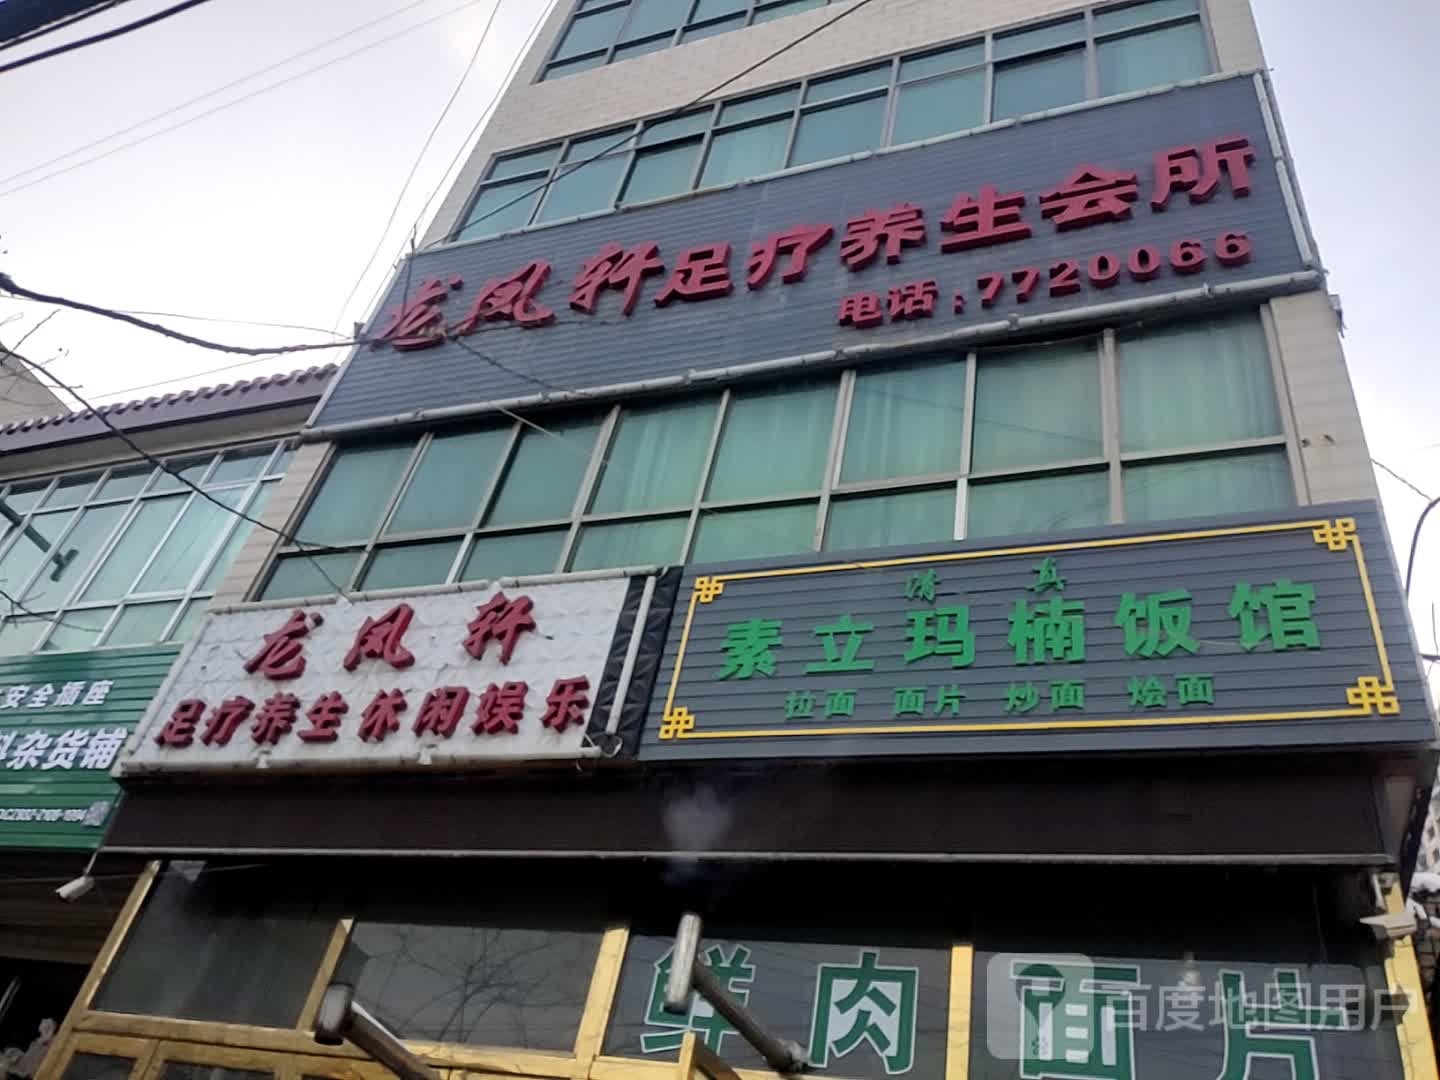 龙凤轩足疗养生会所
电话:7720066
清真
素立玛楠饭馆
拉面 面片 炒面 烩面
龙凤轩
足疗养生休闲娱乐
安全插座
杂货铺
鲜肉面片
百度地图用户